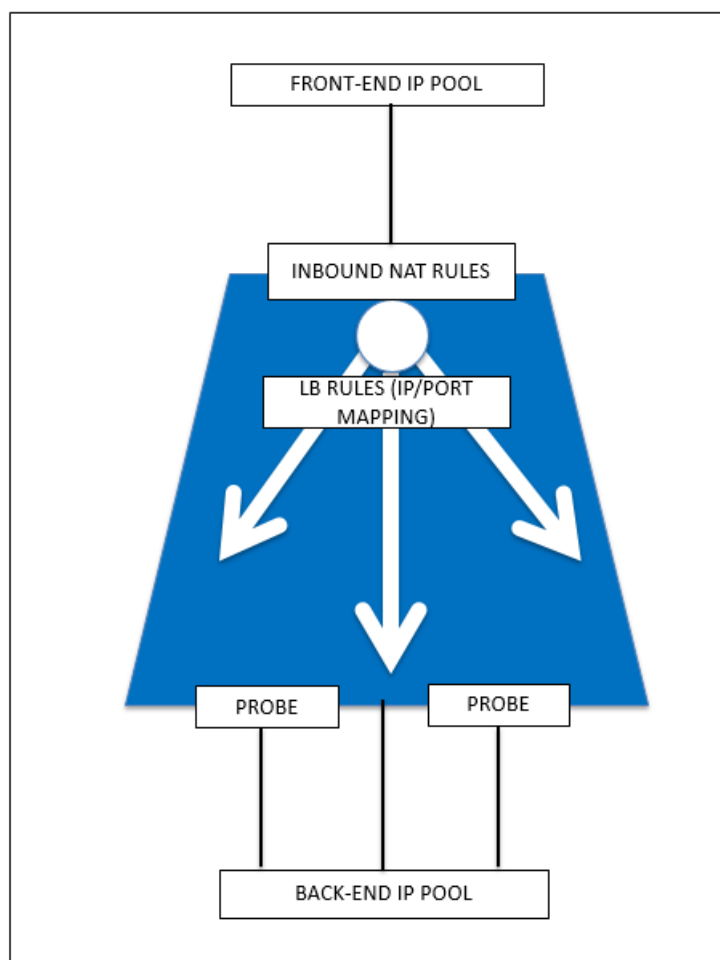 FRONT-END IP POOL
INBOUND NAT RULES
LB RULES (IP/PORT
MAPPING)
PROBE
PROBE
BACK-END IP POOL